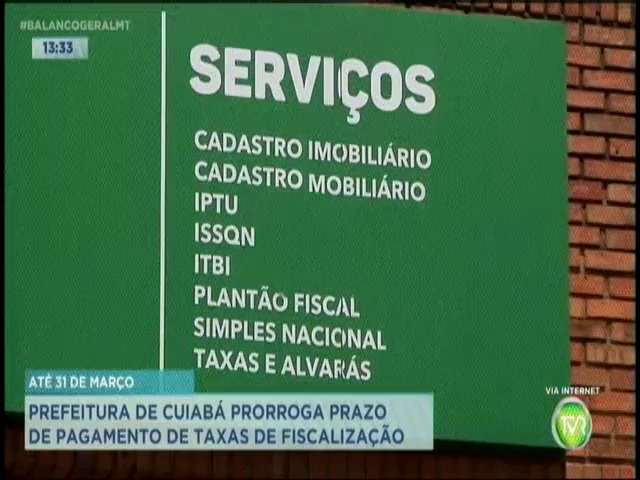 #BALANCOGERALMT
13:33
SERVIÇOS
CADASTRO IMOBILIÁRIO
CADASTRO MOBILIÁRIO
IPTU
ISSQN
ITBI
PLANTÃO FISCAL
SIMPLES NACIONAL
TAXAS E ALVARÁS
ATÉ 31 DE MARÇO
PREFEITURA DE CUIABÁ PRORROGA PRAZO
DE PAGAMENTO DE TAXAS DE FISCALIZAÇÃO
VIA INTERNET
TVR